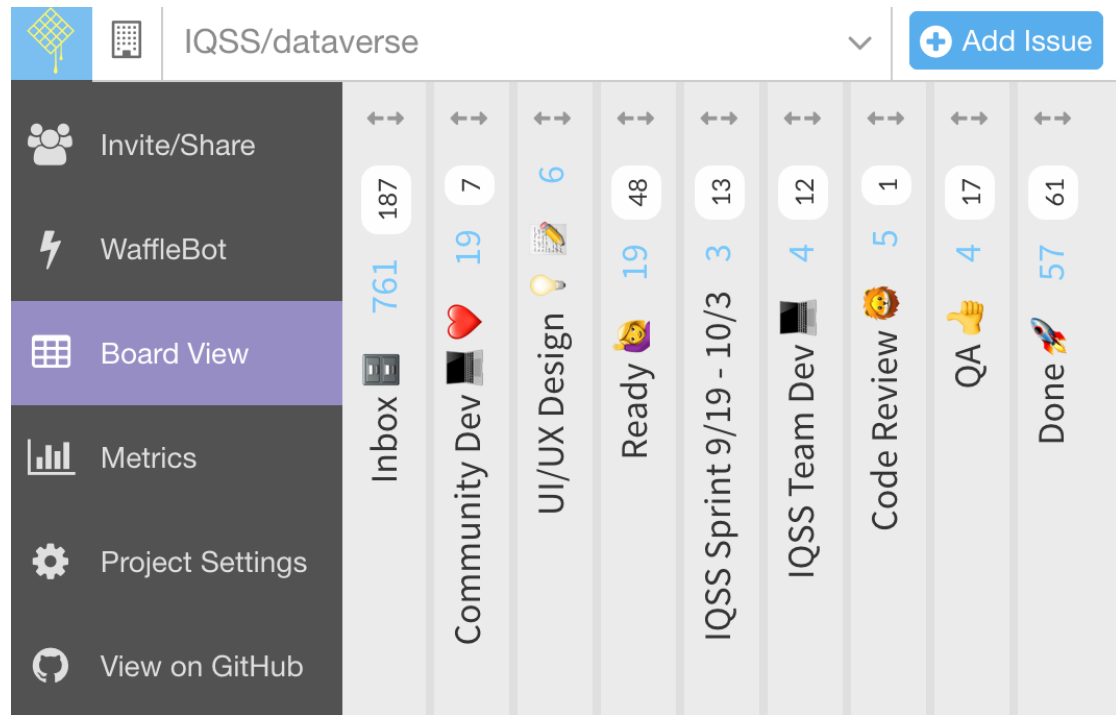 IQSS/dataverse
Add Issue
Invite/Share
WaffleBot
Board View
Metrics
Project Settings
View on GitHub
Inbox 761 187
Community Dev 19 7
UI/UX Design 6
Ready 19 48
IQSS Sprint 9/19 - 10/3 3 13
IQSS Team Dev 4 12
Code Review 5 1
QA 4 17
Done 57 61